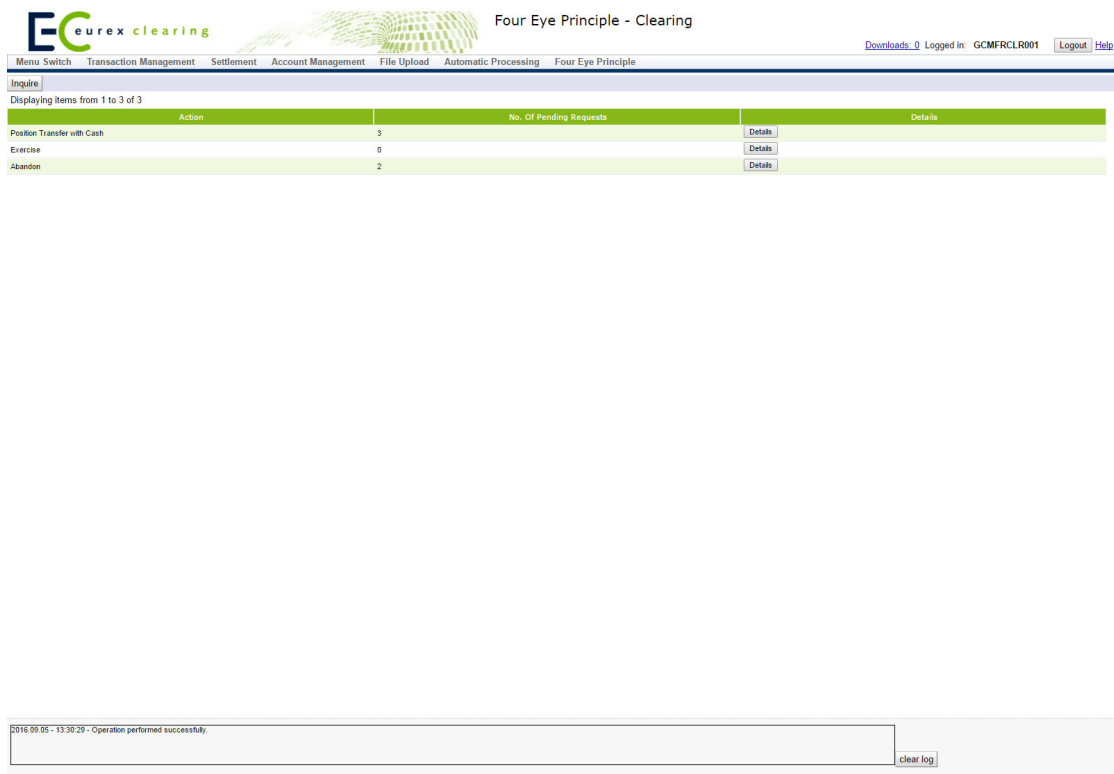 eurex clearing
Four Eye Principle - Clearing
Downloads: 0 Logged in: GCMFRCLR001 Logout Help
Menu Switch Transaction Management Settlement Account Management File Upload Automatic Processing Four Eye Principle
Inquire
Displaying items from 1 to 3 of 3
Action No. Of Pending Requests Details
Position Transfer with Cash 3 Details
Exercise 0 Details
Abandon 2 Details
2016.09.05 - 13:30:29 - Operation performed successfully.
clear log